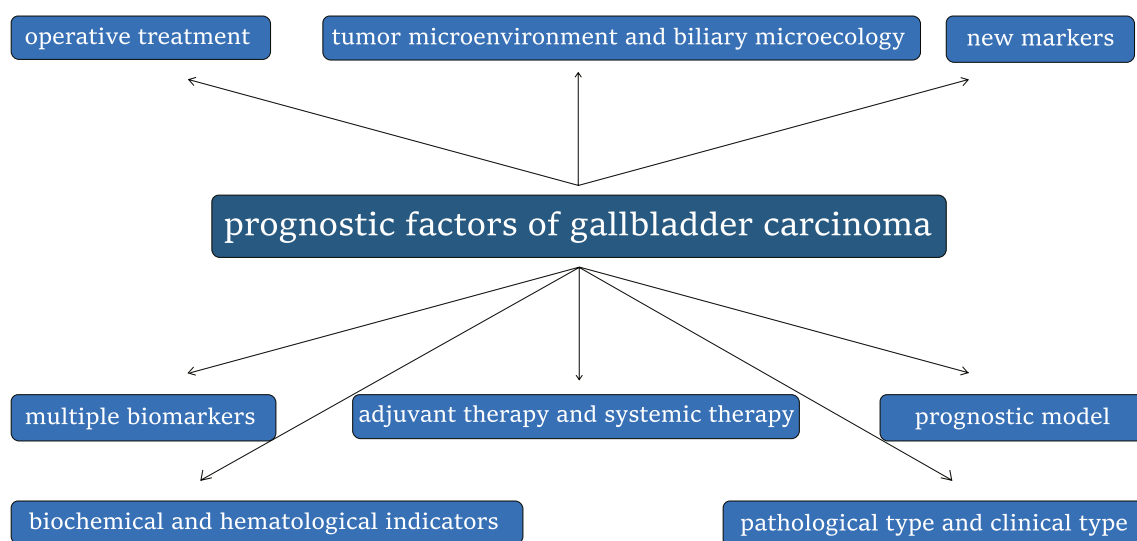 operative treatment
tumor microenvironment and biliary microecology
new markers
prognostic factors of gallbladder carcinoma
multiple biomarkers
adjuvant therapy and systemic therapy
prognostic model
biochemical and hematological indicators
pathological type and clinical type